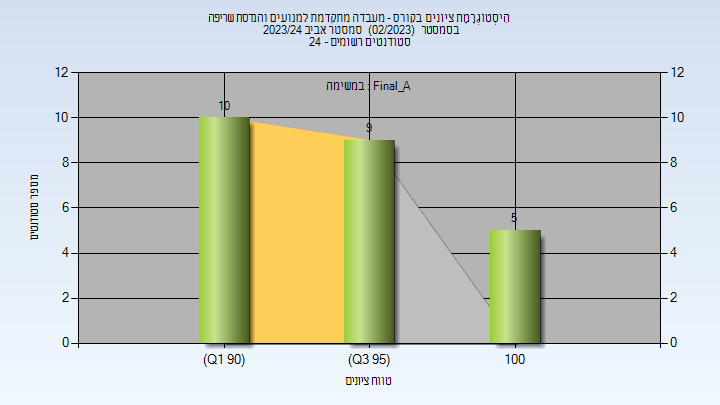 הִיסְטוֹגְרַמַת ציונים בקורס - מעבדה מתקדמת למנועים והנדסת שריפה
בסמסטר (02/2023) סמסטר אביב 2023/24
סטודנטים רשומים - 24
במשימה : Final_A
12 12
10 10 10
9
8 8
6 6
5
4 4
2 2
0 0
מספר סטודנטים
(Q1 90) (Q3 95) 100
טווח ציונים